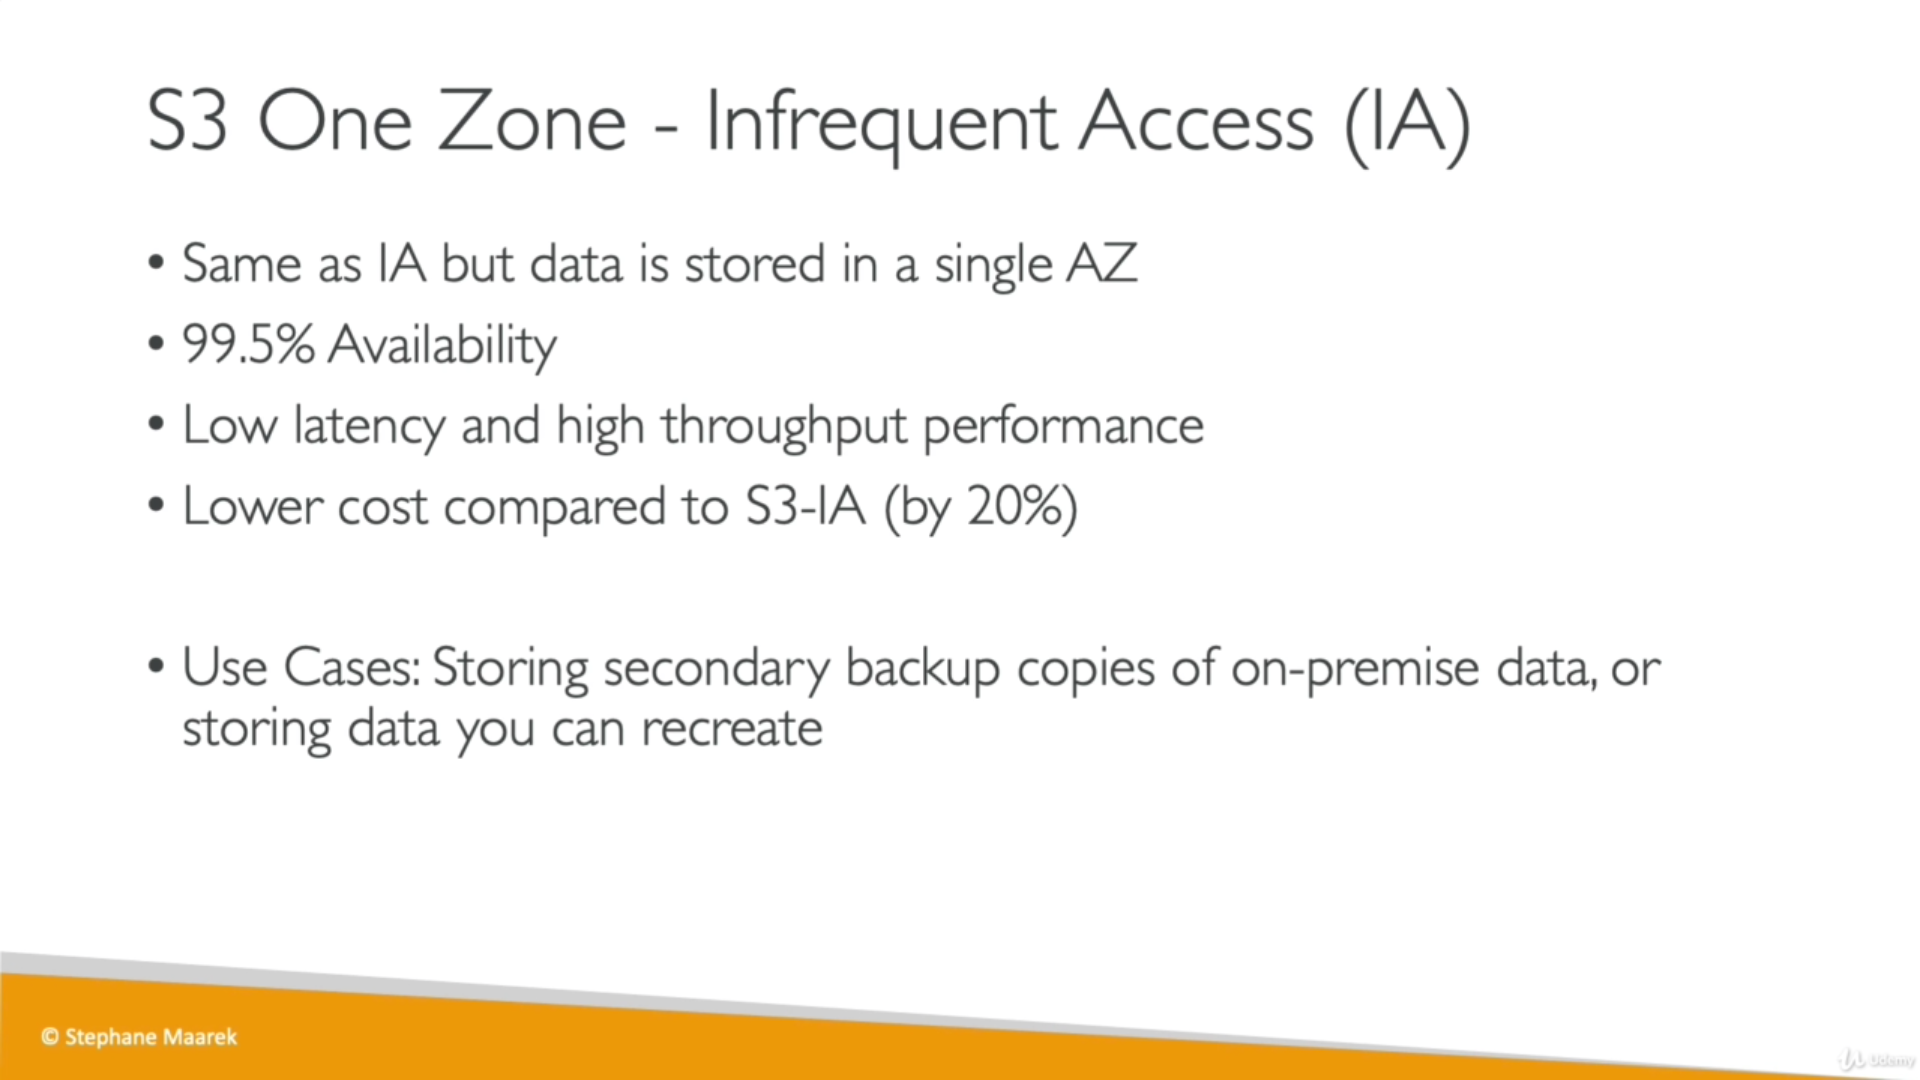 S3 One Zone - Infrequent Access (IA)
• Same as IA but data is stored in a single AZ
• 99.5% Availability
• Low latency and high throughput performance
• Lower cost compared to S3-IA (by 20%)
• Use Cases: Storing secondary backup copies of on-premise data, or
storing data you can recreate
© Stephane Maarek
Udemy